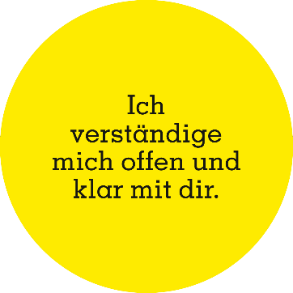 Ich
verständige
mich offen und
klar mit dir.